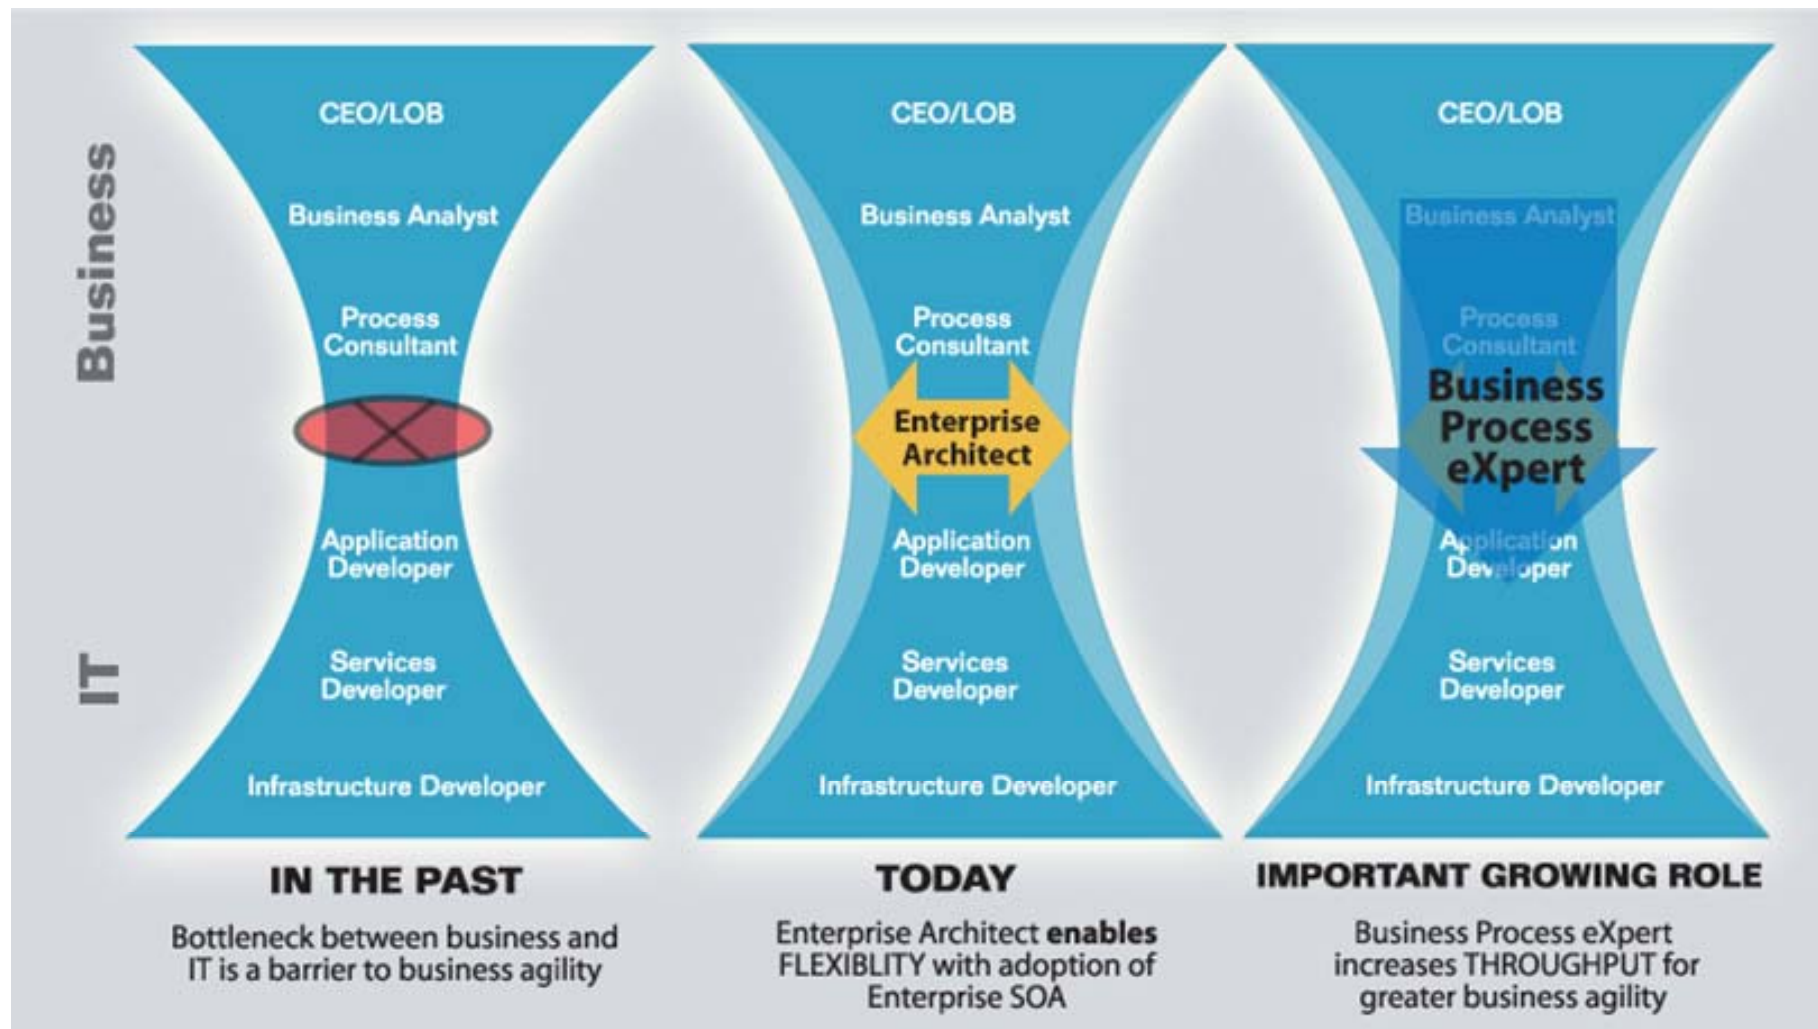 Business
IT
CEO/LOB
Business Analyst
Process
Consultant
Application
Developer
Services
Developer
Infrastructure Developer
IN THE PAST
Bottleneck between business and
IT is a barrier to business agility
CEO/LOB
Business Analyst
Process
Consultant
Enterprise
Architect
Application
Developer
Services
Developer
Infrastructure Developer
TODAY
Enterprise Architect enables
FLEXIBLITY with adoption of
Enterprise SOA
CEO/LOB
Business Analyst
Process
Consultant
Business
Process
eXpert
Application
Developer
Services
Developer
Infrastructure Developer
IMPORTANT GROWING ROLE
Business Process eXpert
increases THROUGHPUT for
greater business agility